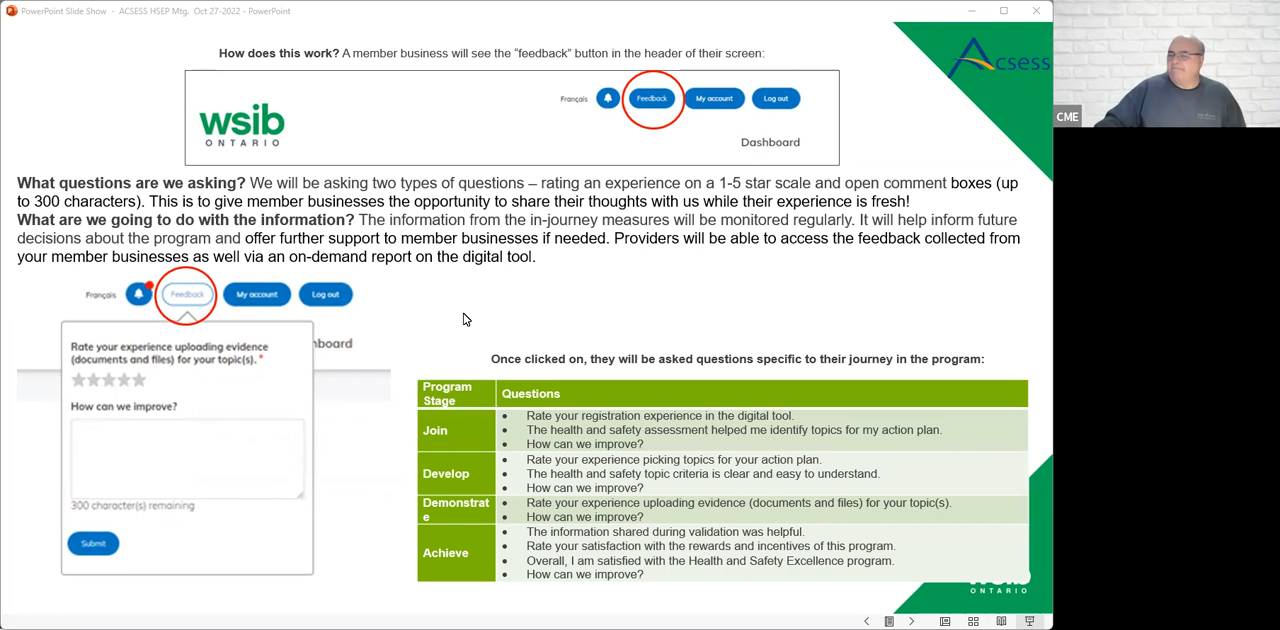 PowerPoint Slide Show - ACSESS HSEP Mtg. Oct 27-2022 - PowerPoint
How does this work? A member business will see the “feedback” button in the header of their screen:
Acsess
Français
Feedback
My account
Log out
wsib
ONTARIO
Dashboard
CME
What questions are we asking? We will be asking two types of questions – rating an experience on a 1-5 star scale and open comment boxes (up
to 300 characters). This is to give member businesses the opportunity to share their thoughts with us while their experience is fresh!
What are we going to do with the information? The information from the in-journey measures will be monitored regularly. It will help inform future
decisions about the program and offer further support to member businesses if needed. Providers will be able to access the feedback collected from
your member businesses as well via an on-demand report on the digital tool.
Français
Feedback
My account
Log out
hboard
Rate your experience uploading evidence
(documents and files) for your topic(s). *
How can we improve?
300 character(s) remaining
Submit
Once clicked on, they will be asked questions specific to their journey in the program:
Program
Stage
Questions
Join
• Rate your registration experience in the digital tool.
• The health and safety assessment helped me identify topics for my action plan.
• How can we improve?
Develop
• Rate your experience picking topics for your action plan.
• The health and safety topic criteria is clear and easy to understand.
• How can we improve?
Demonstrat
e
• Rate your experience uploading evidence (documents and files) for your topic(s).
• How can we improve?
Achieve
• The information shared during validation was helpful.
• Rate your satisfaction with the rewards and incentives of this program.
• Overall, I am satisfied with the Health and Safety Excellence program.
• How can we improve?
wsib
ONTARIO